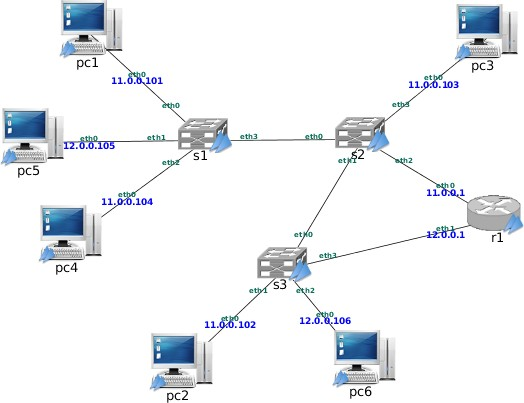 pc1
eth0
11.0.0.101
eth0
pc3
eth0
11.0.0.103
eth3
pc5
eth0
12.0.0.105
eth1
s1
eth3
eth0
s2
eth1
eth2
eth2
pc4
eth0
11.0.0.104
eth0
11.0.0.1
eth1
12.0.0.1
r1
eth0
eth3
s3
eth1
eth2
pc2
eth0
11.0.0.102
eth0
12.0.0.106
pc6